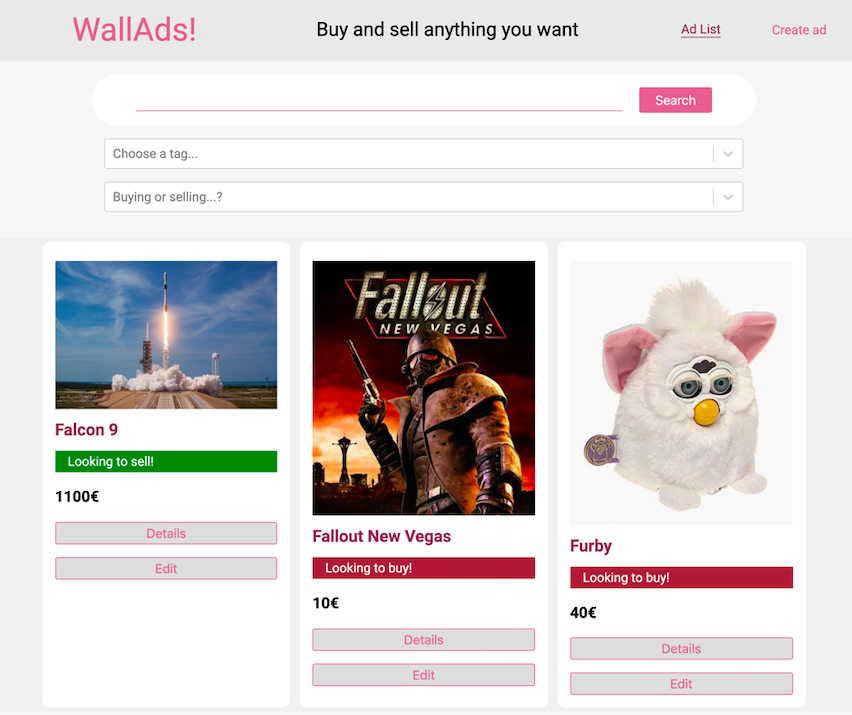 WallAds!
Buy and sell anything you want
Ad List
Create ad
Search
Choose a tag...
Buying or selling...?
Falcon 9
Looking to sell!
1100€
Details
Edit
Fallout
NEW VEGAS
Fallout New Vegas
Looking to buy!
10€
Details
Edit
Furby
Looking to buy!
40€
Details
Edit